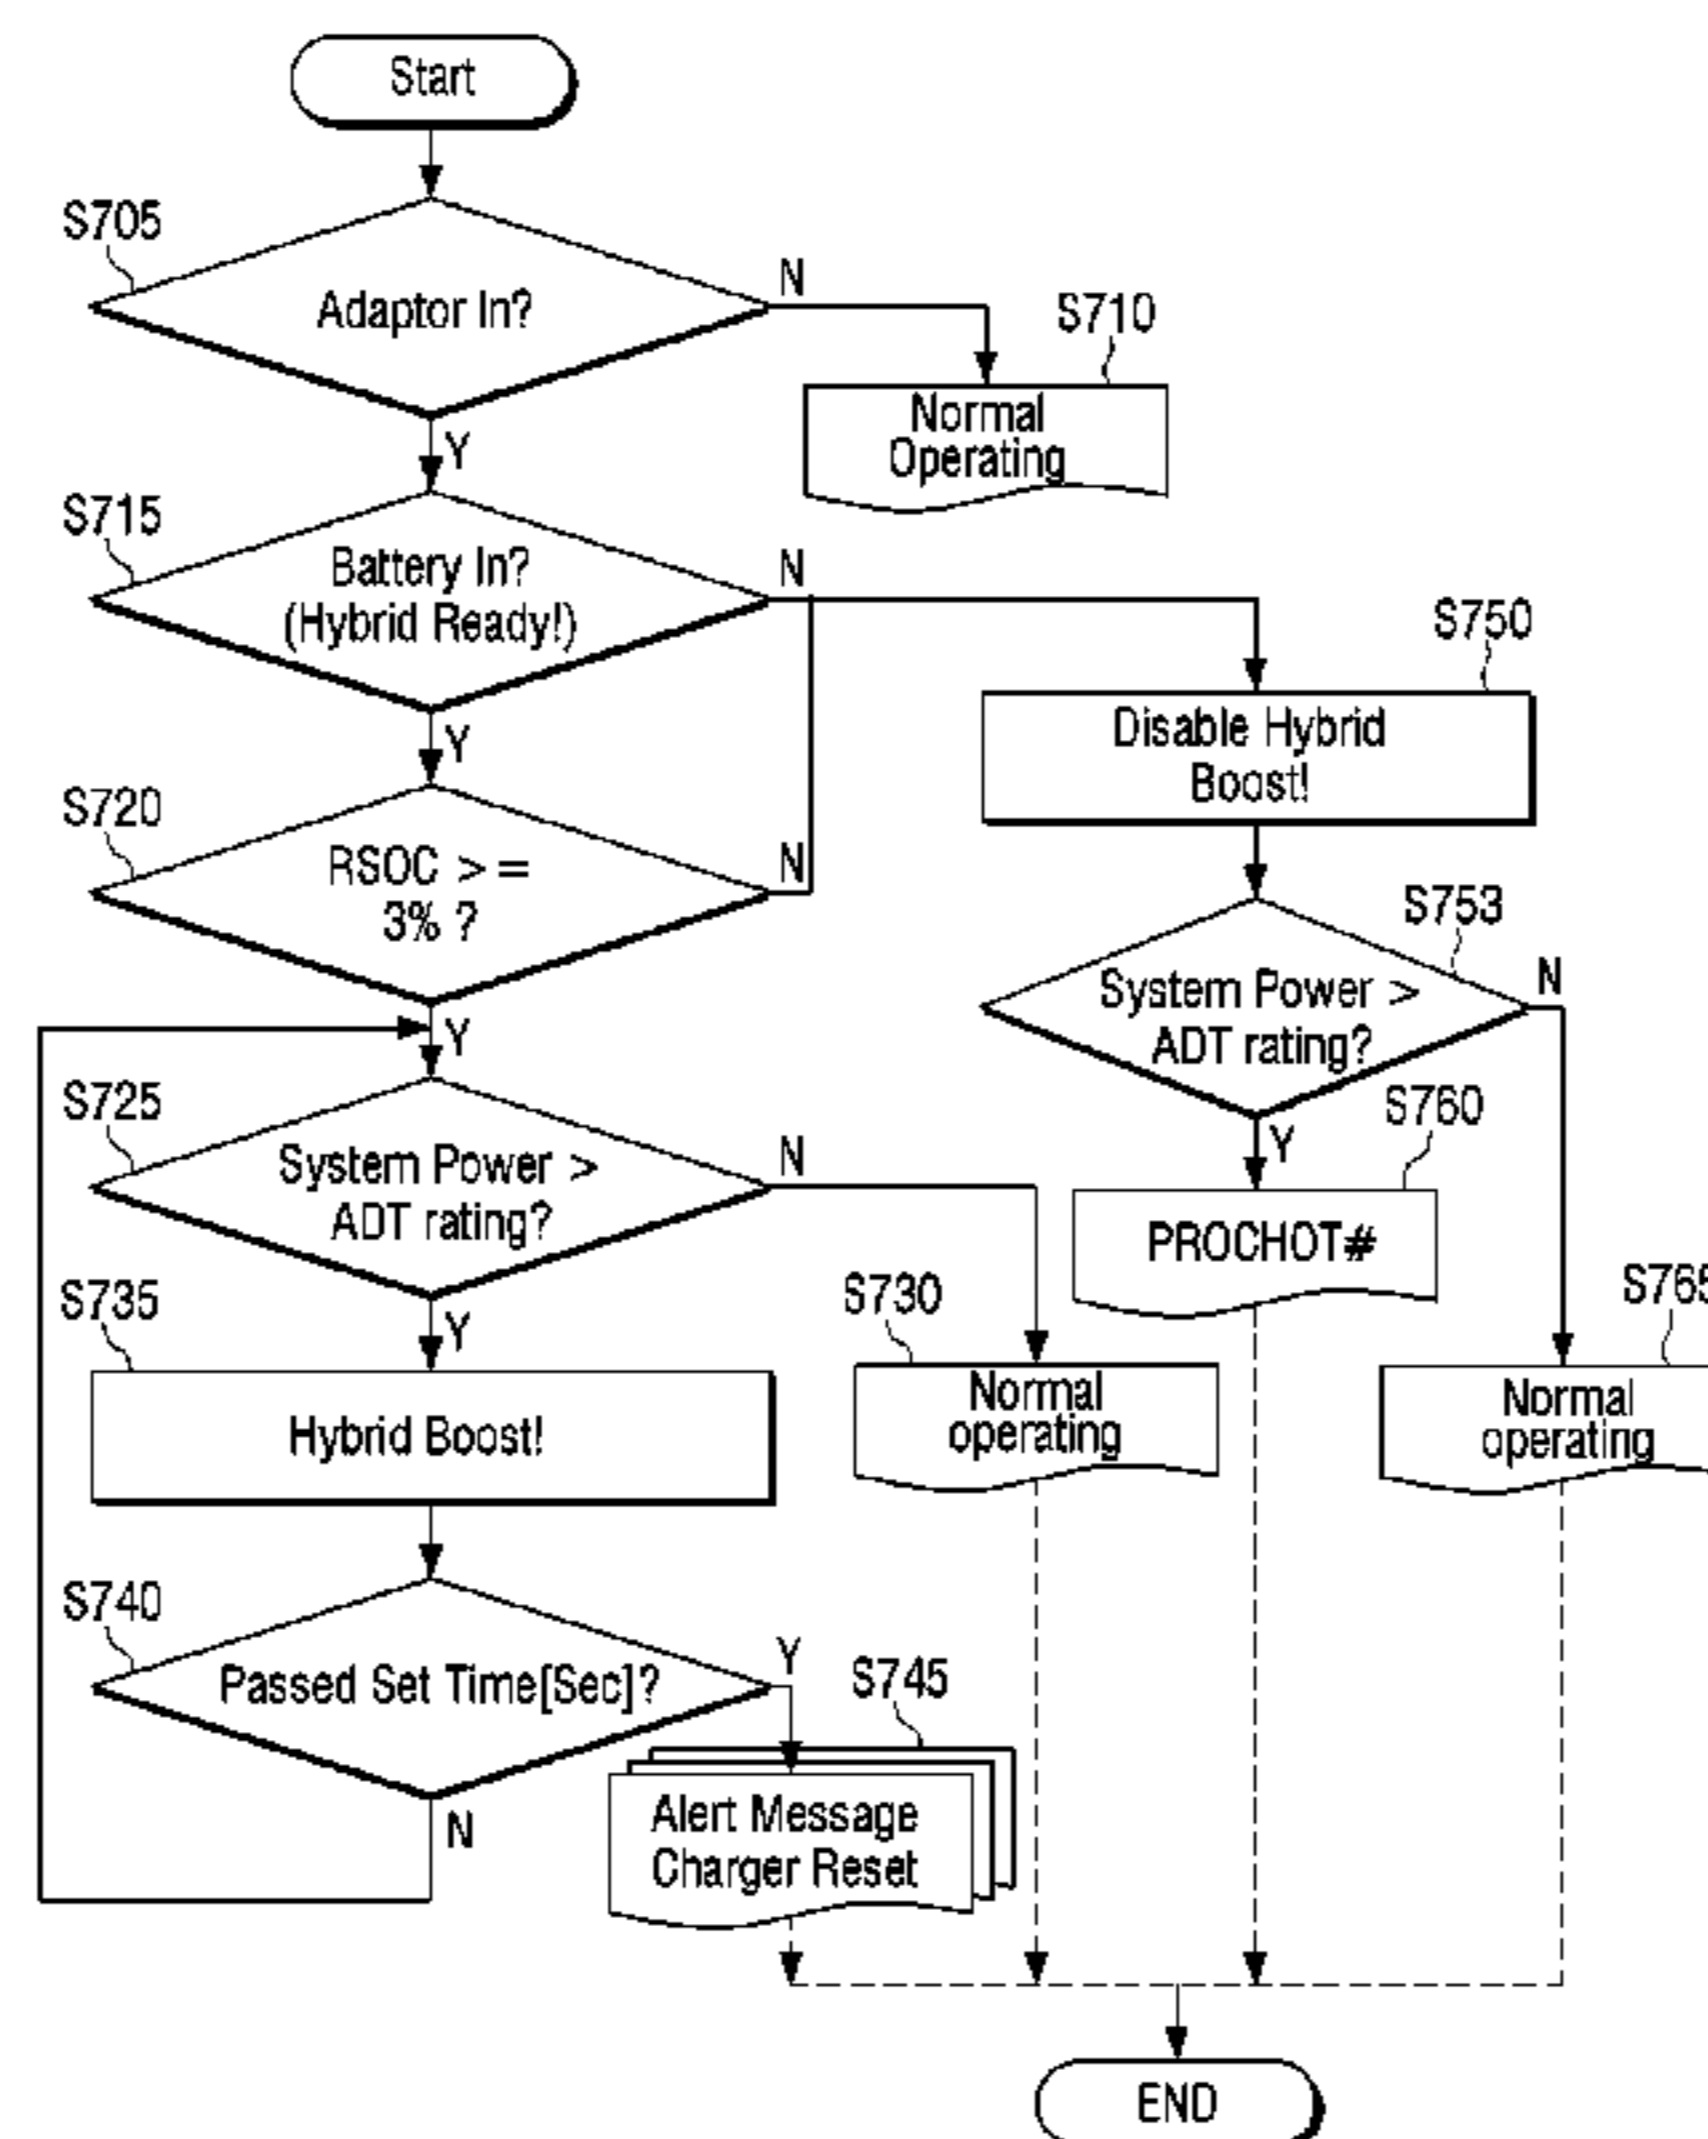 Start
S705
Adaptor In?
N
S710
Normal
Operating
Y
S715
Battery In?
(Hybrid Ready!)
N
S750
Disable Hybrid
Boost!
Y
S720
RSOC > =
3% ?
N
S753
System Power >
ADT rating?
N
Y
S725
System Power >
ADT rating?
N
Y
S760
PROCHOT#
S735
Y
Hybrid Boost!
S730
Normal
operating
S765
Normal
operating
S740
Passed Set Time[Sec]?
Y
S745
Alert Message
Charger Reset
N
END